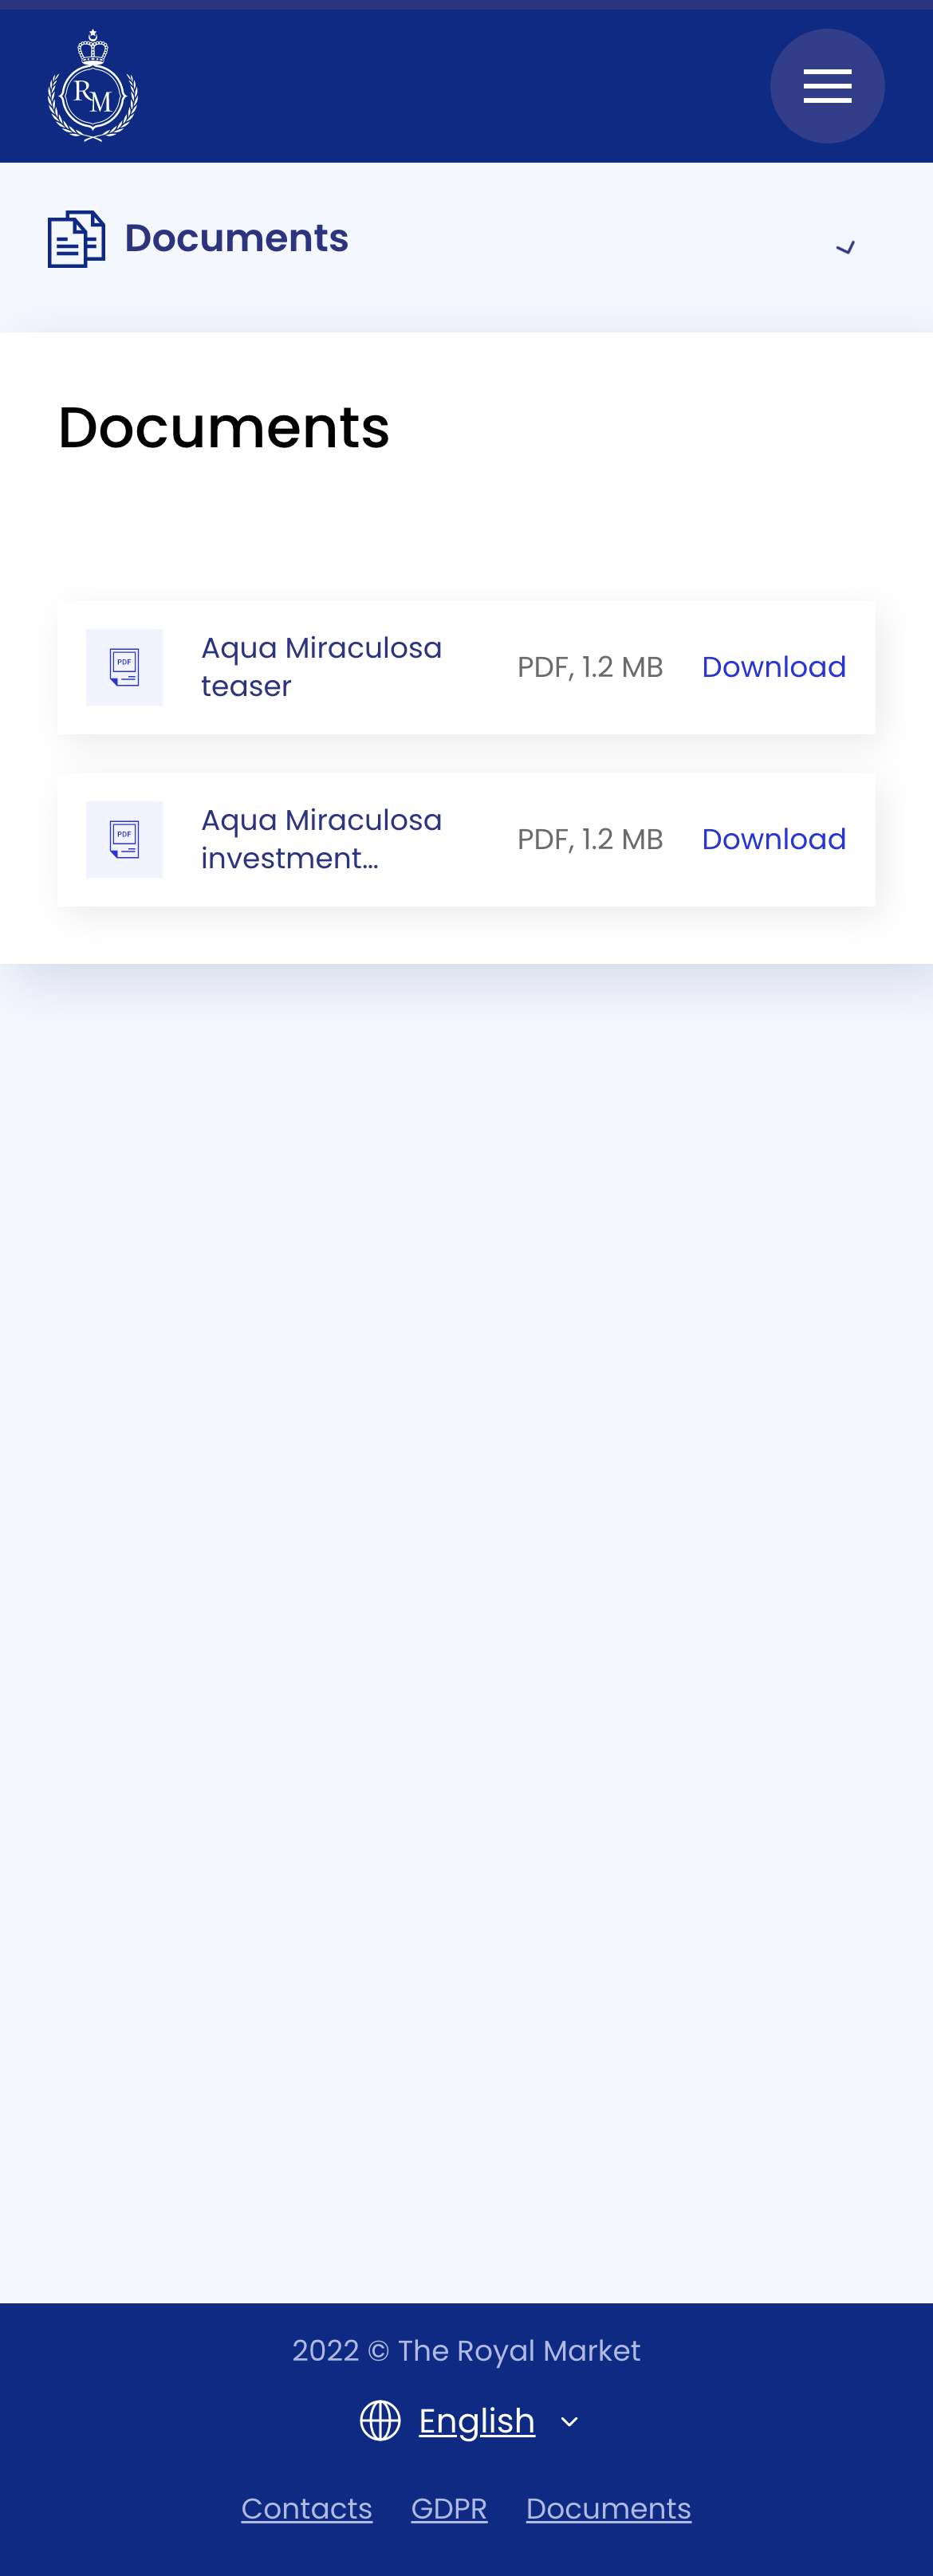 RM
Documents
Documents
PDF
Aqua Miraculosa
teaser
PDF, 1.2 MB
Download
PDF
Aqua Miraculosa
investment...
PDF, 1.2 MB
Download
2022 © The Royal Market
English
Contacts GDPR Documents